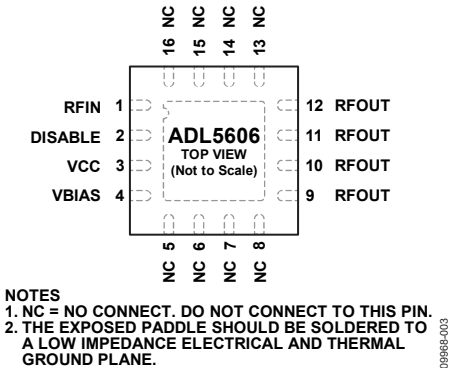 16 NC
15 NC
14 NC
13 NC
RFIN 1
DISABLE 2
VCC 3
VBIAS 4
ADL5606
TOP VIEW
(Not to Scale)
12 RFOUT
11 RFOUT
10 RFOUT
9 RFOUT
NC 5
NC 6
NC 7
NC 8
NOTES
1. NC = NO CONNECT. DO NOT CONNECT TO THIS PIN.
2. THE EXPOSED PADDLE SHOULD BE SOLDERED TO
A LOW IMPEDANCE ELECTRICAL AND THERMAL
GROUND PLANE.
09968-003